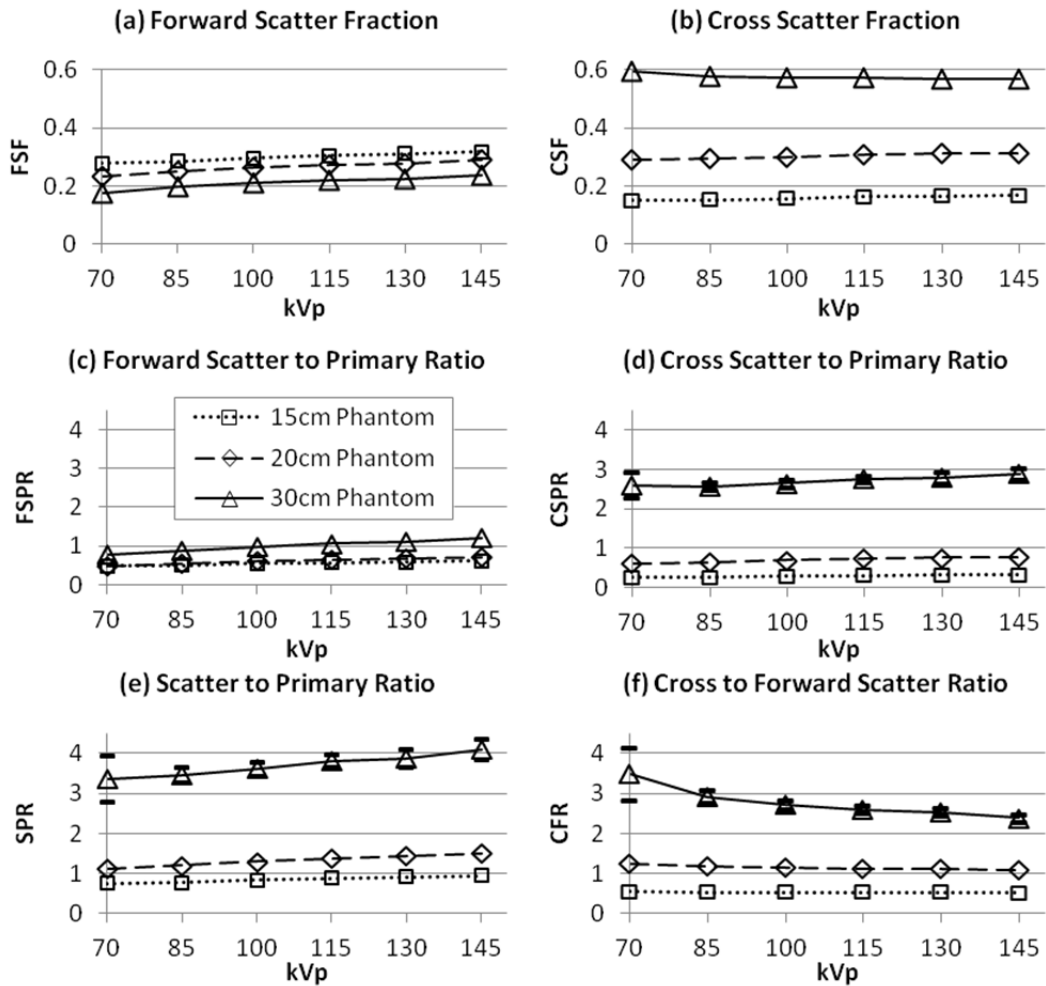 (a) Forward Scatter Fraction
FSF
0.6
0.4
0.2
0
70 85 100 115 130 145
kVp
(b) Cross Scatter Fraction
CSF
0.6
0.4
0.2
0
70 85 100 115 130 145
kVp
(c) Forward Scatter to Primary Ratio
FSPR
4
3
2
1
0
15cm Phantom
20cm Phantom
30cm Phantom
70 85 100 115 130 145
kVp
(d) Cross Scatter to Primary Ratio
CSPR
4
3
2
1
0
70 85 100 115 130 145
kVp
(e) Scatter to Primary Ratio
SPR
4
3
2
1
0
70 85 100 115 130 145
kVp
(f) Cross to Forward Scatter Ratio
CFR
4
3
2
1
0
70 85 100 115 130 145
kVp